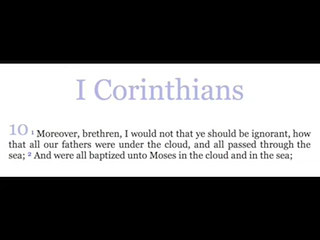 I Corinthians
10 1 Moreover, brethren, I would not that ye should be ignorant, how
that all our fathers were under the cloud, and all passed through the
sea; 2 And were all baptized unto Moses in the cloud and in the sea;